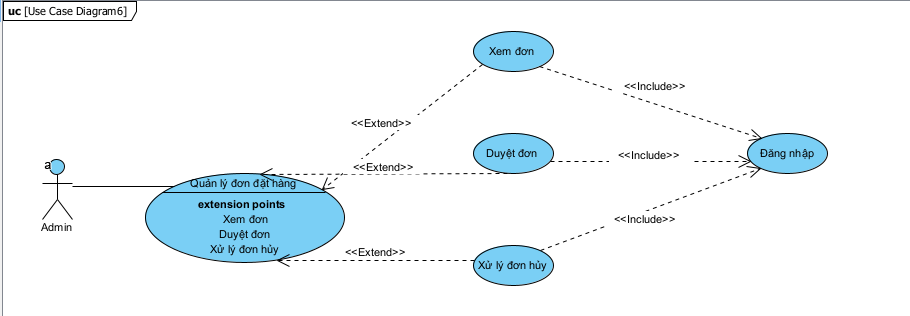 uc [Use Case Diagram6]
Xem đơn
<<Include>>
<<Extend>>
Duyệt đơn
<<Include>>
Đăng nhập
<<Extend>>
a
Quản lý đơn đặt hàng
extension points
Xem đơn
Duyệt đơn
Xử lý đơn hủy
Admin
<<Include>>
<<Extend>>
Xử lý đơn hủy